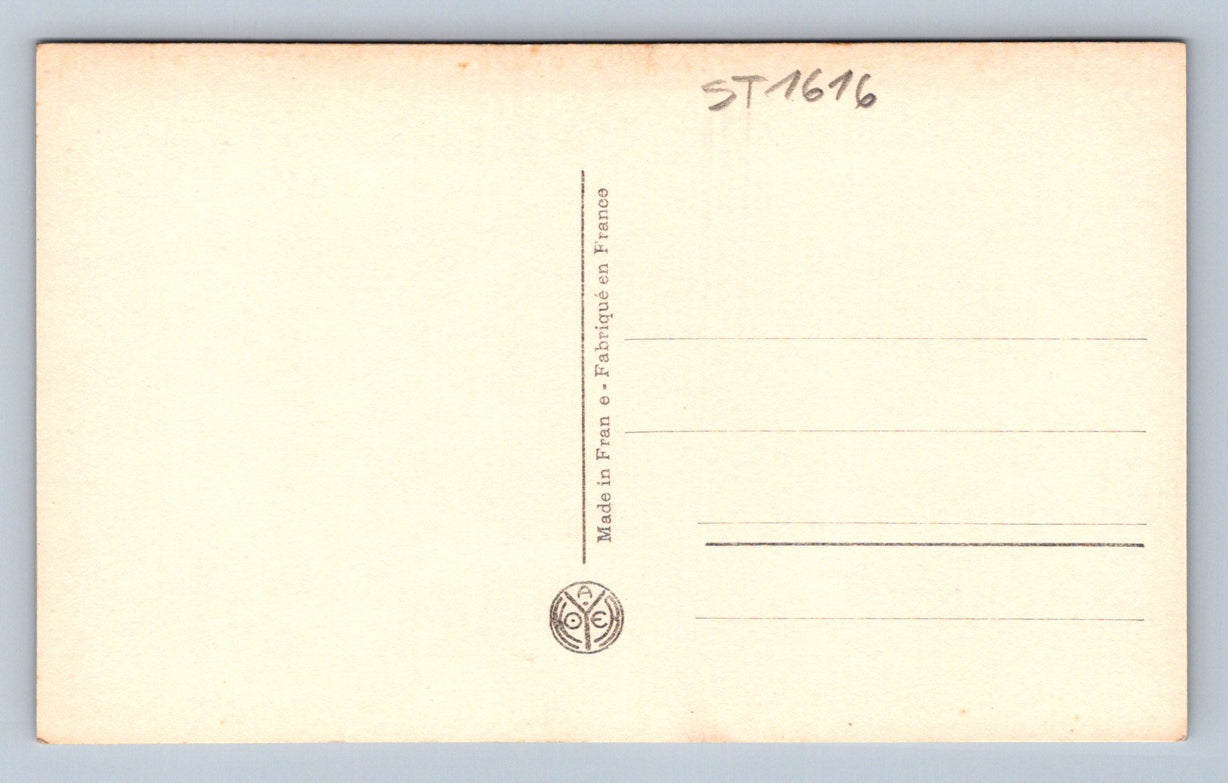 ST1616
Made in Fran e - Fabriqué en France
A
O Y E